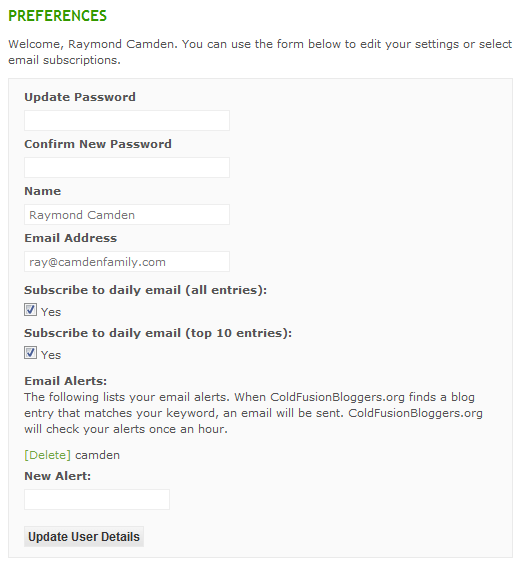 PREFERENCES
Welcome, Raymond Camden. You can use the form below to edit your settings or select
email subscriptions.
Update Password
Confirm New Password
Name
Raymond Camden
Email Address
ray@camdenfamily.com
Subscribe to daily email (all entries):
Yes
Subscribe to daily email (top 10 entries):
Yes
Email Alerts:
The following lists your email alerts. When ColdFusionBloggers.org finds a blog
entry that matches your keyword, an email will be sent. ColdFusionBloggers.org
will check your alerts once an hour.
[Delete] camden
New Alert:
Update User Details